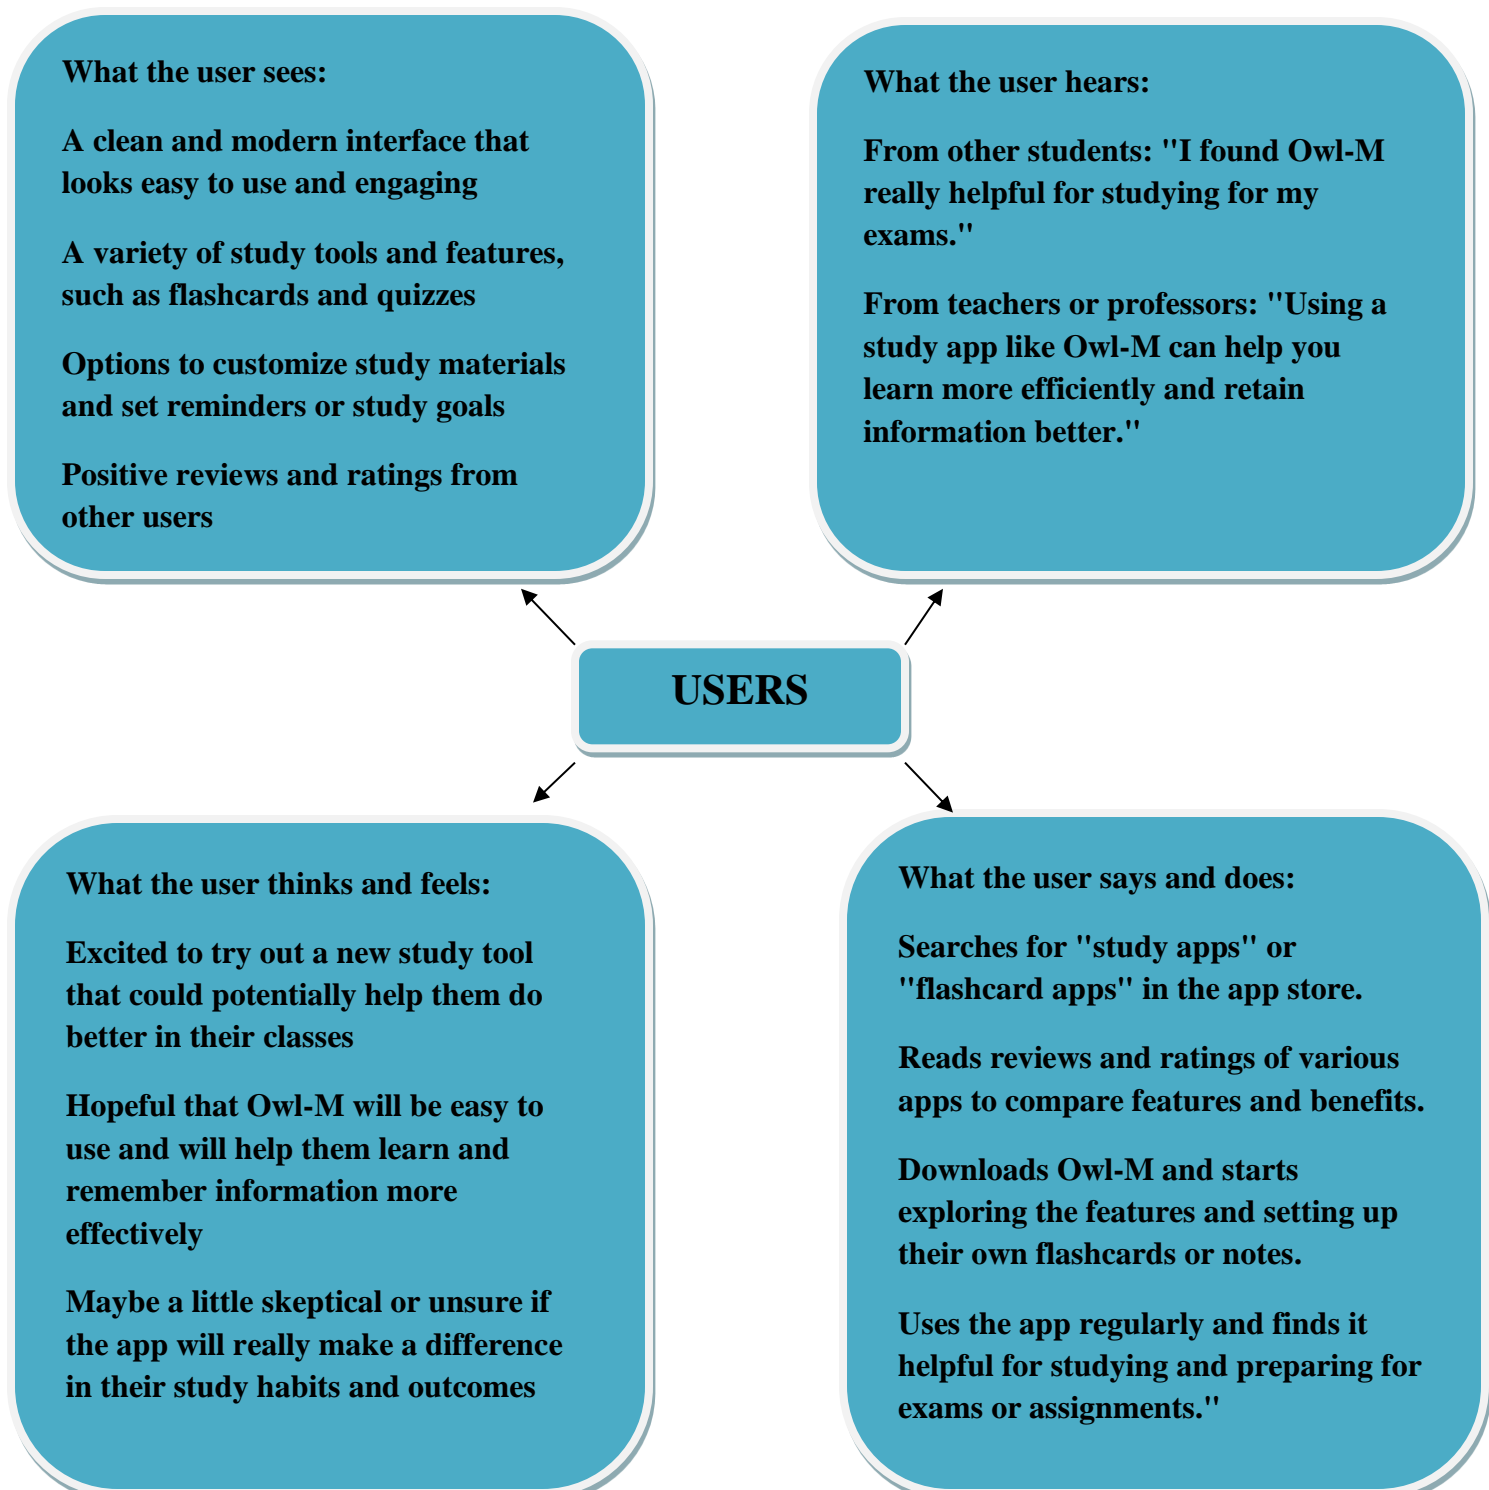 What the user sees:
A clean and modern interface that
looks easy to use and engaging
A variety of study tools and features,
such as flashcards and quizzes
Options to customize study materials
and set reminders or study goals
Positive reviews and ratings from
other users
What the user hears:
From other students: "I found Owl-M
really helpful for studying for my
exams."
From teachers or professors: "Using a
study app like Owl-M can help you
learn more efficiently and retain
information better."
USERS
What the user thinks and feels:
Excited to try out a new study tool
that could potentially help them do
better in their classes
Hopeful that Owl-M will be easy to
use and will help them learn and
remember information more
effectively
Maybe a little skeptical or unsure if
the app will really make a difference
in their study habits and outcomes
What the user says and does:
Searches for "study apps" or
"flashcard apps" in the app store.
Reads reviews and ratings of various
apps to compare features and benefits.
Downloads Owl-M and starts
exploring the features and setting up
their own flashcards or notes.
Uses the app regularly and finds it
helpful for studying and preparing for
exams or assignments."